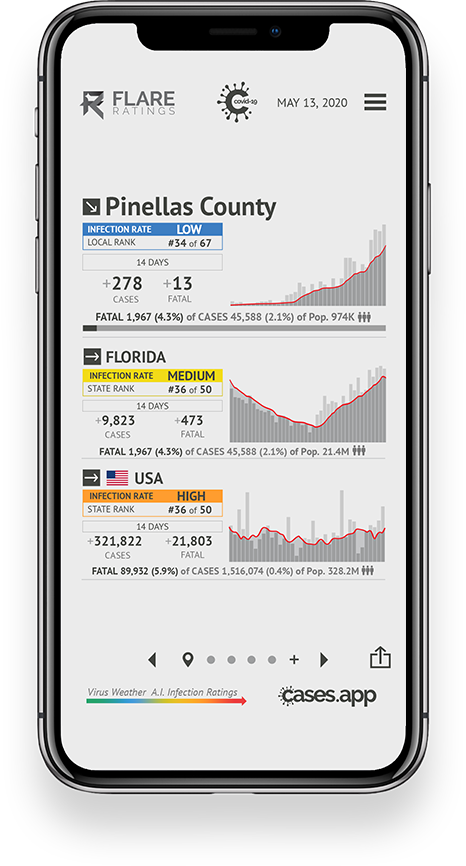 FLARE
RATINGS
covid-19
MAY 13, 2020
Pinellas County
INFECTION RATE LOW
LOCAL RANK #34 of 67
14 DAYS
+278 +13
CASES FATAL
FATAL 1,967 (4.3%) of CASES 45,588 (2.1%) of Pop. 974K
FLORIDA
INFECTION RATE MEDIUM
STATE RANK #36 of 50
14 DAYS
+9,823 +473
CASES FATAL
FATAL 1,967 (4.3%) of CASES 45,588 (2.1%) of Pop. 21.4M
USA
INFECTION RATE HIGH
STATE RANK #36 of 50
14 DAYS
+321,822 +21,803
CASES FATAL
FATAL 89,932 (5.9%) of CASES 1,516,074 (0.4%) of Pop. 328.2M
Virus Weather A.I. Infection Ratings
cases.app